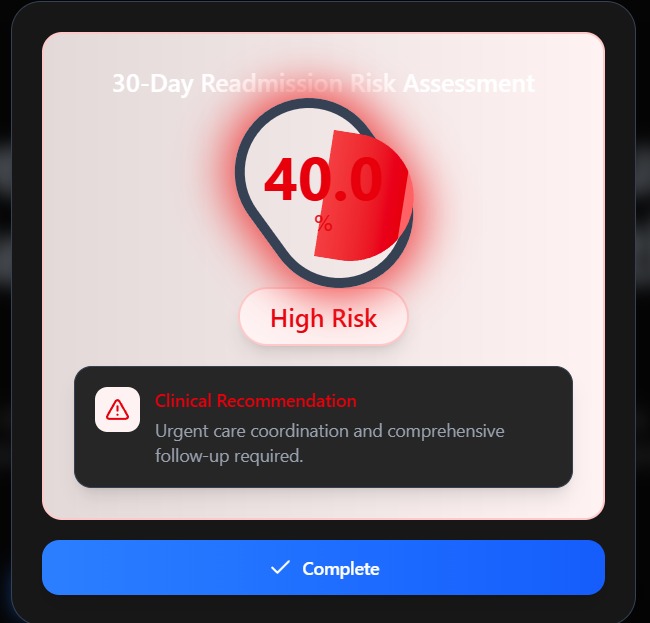 30-Day Readmission Risk Assessment
40.0
%
High Risk
Clinical Recommendation
Urgent care coordination and comprehensive
follow-up required.
Complete